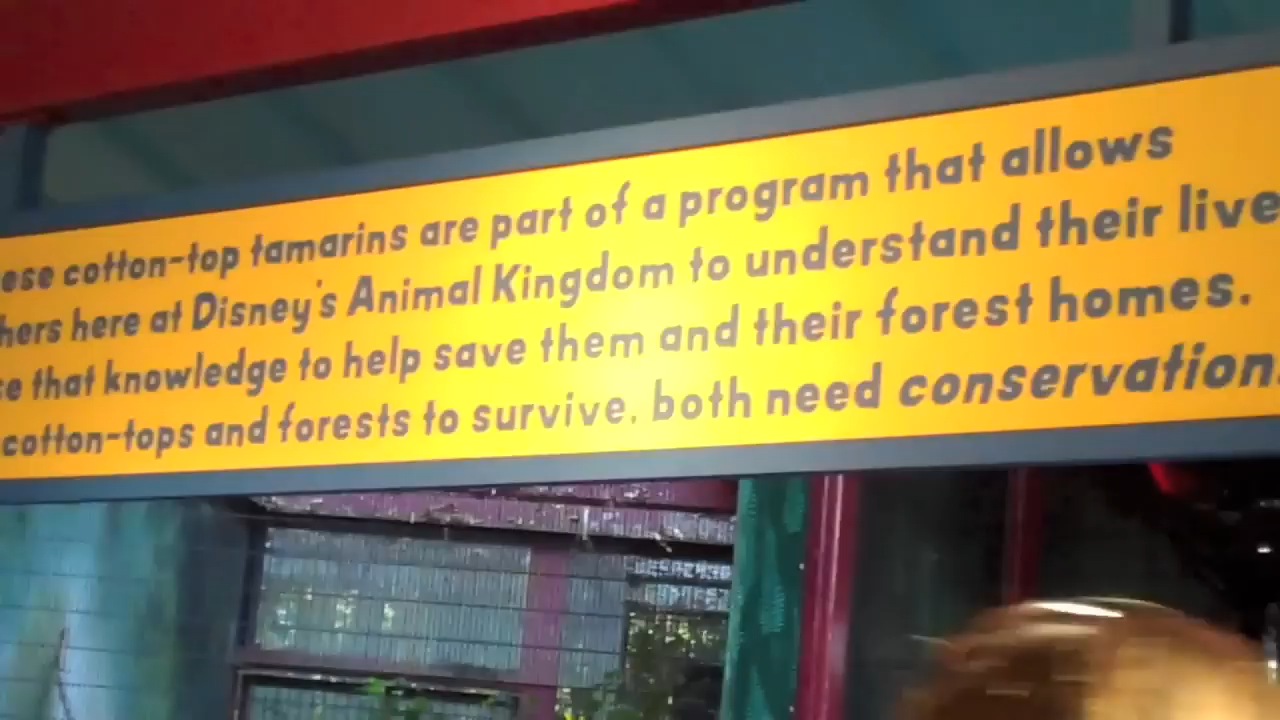 ese cotton-top tamarins are part of a program that allows
hers here at Disney's Animal Kingdom to understand their live
e that knowledge to help save them and their forest homes.
cotton-tops and forests to survive, both need conservation.